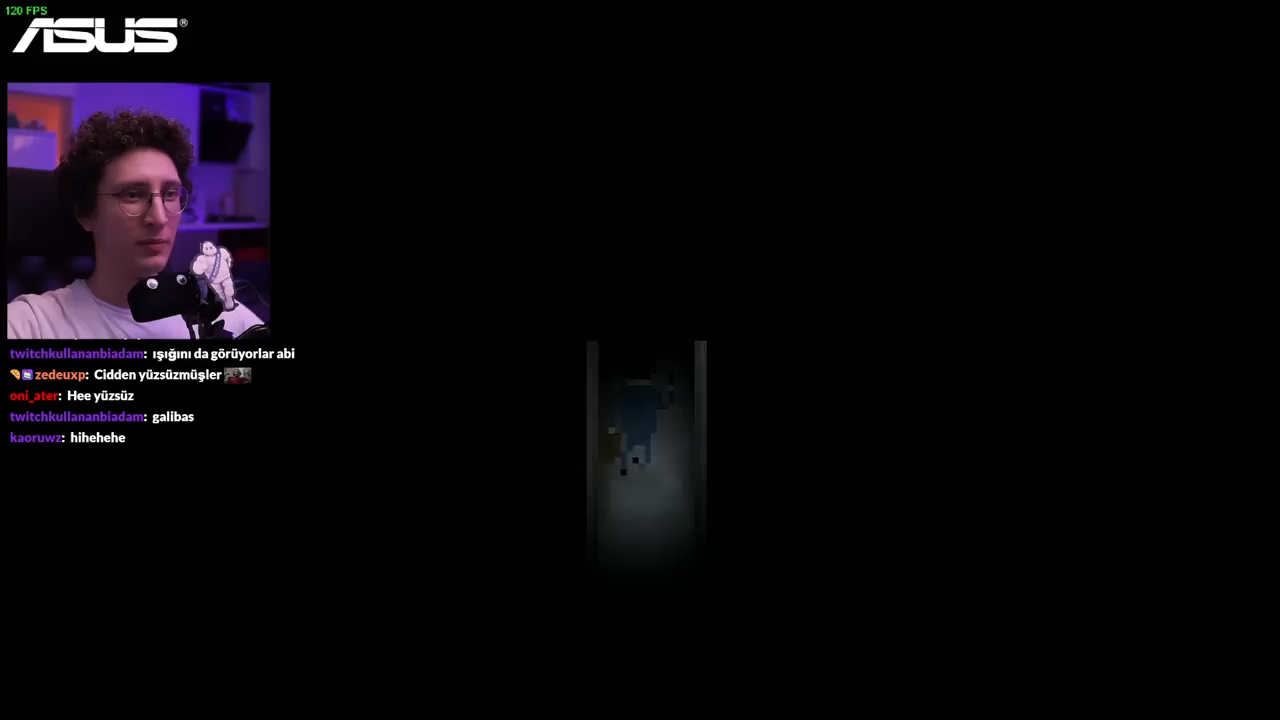 120 FPS
ASUS®
twitchkullananbiadam: ışığını da görüyorlar abi
zedeuxp: Cidden yüzsüzmüşler
oni_ater: Hee yüzsüz
twitchkullananbiadam: galibas
kaoruwz: hihehehe